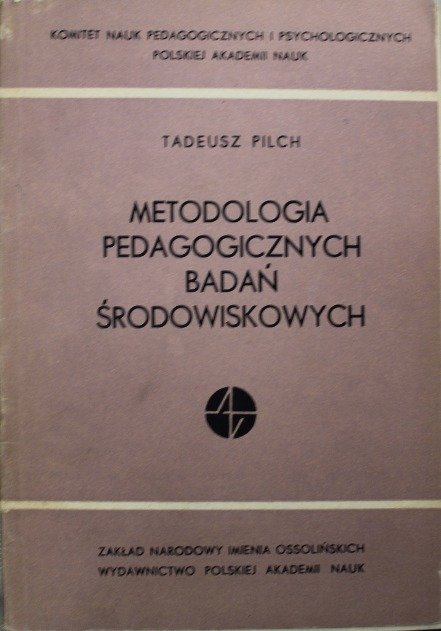 KOMITET NAUK PEDAGOGICZNYCH I PSYCHOLOGICZNYCH
POLSKIEJ AKADEMII NAUK
TADEUSZ PILCH
METODOLOGIA
PEDAGOGICZNYCH
BADAŃ
ŚRODOWISKOWYCH
ZAKŁAD NARODOWY IMIENIA OSSOLIŃSKICH
WYDAWNICTWO POLSKIEJ AKADEMII NAUK